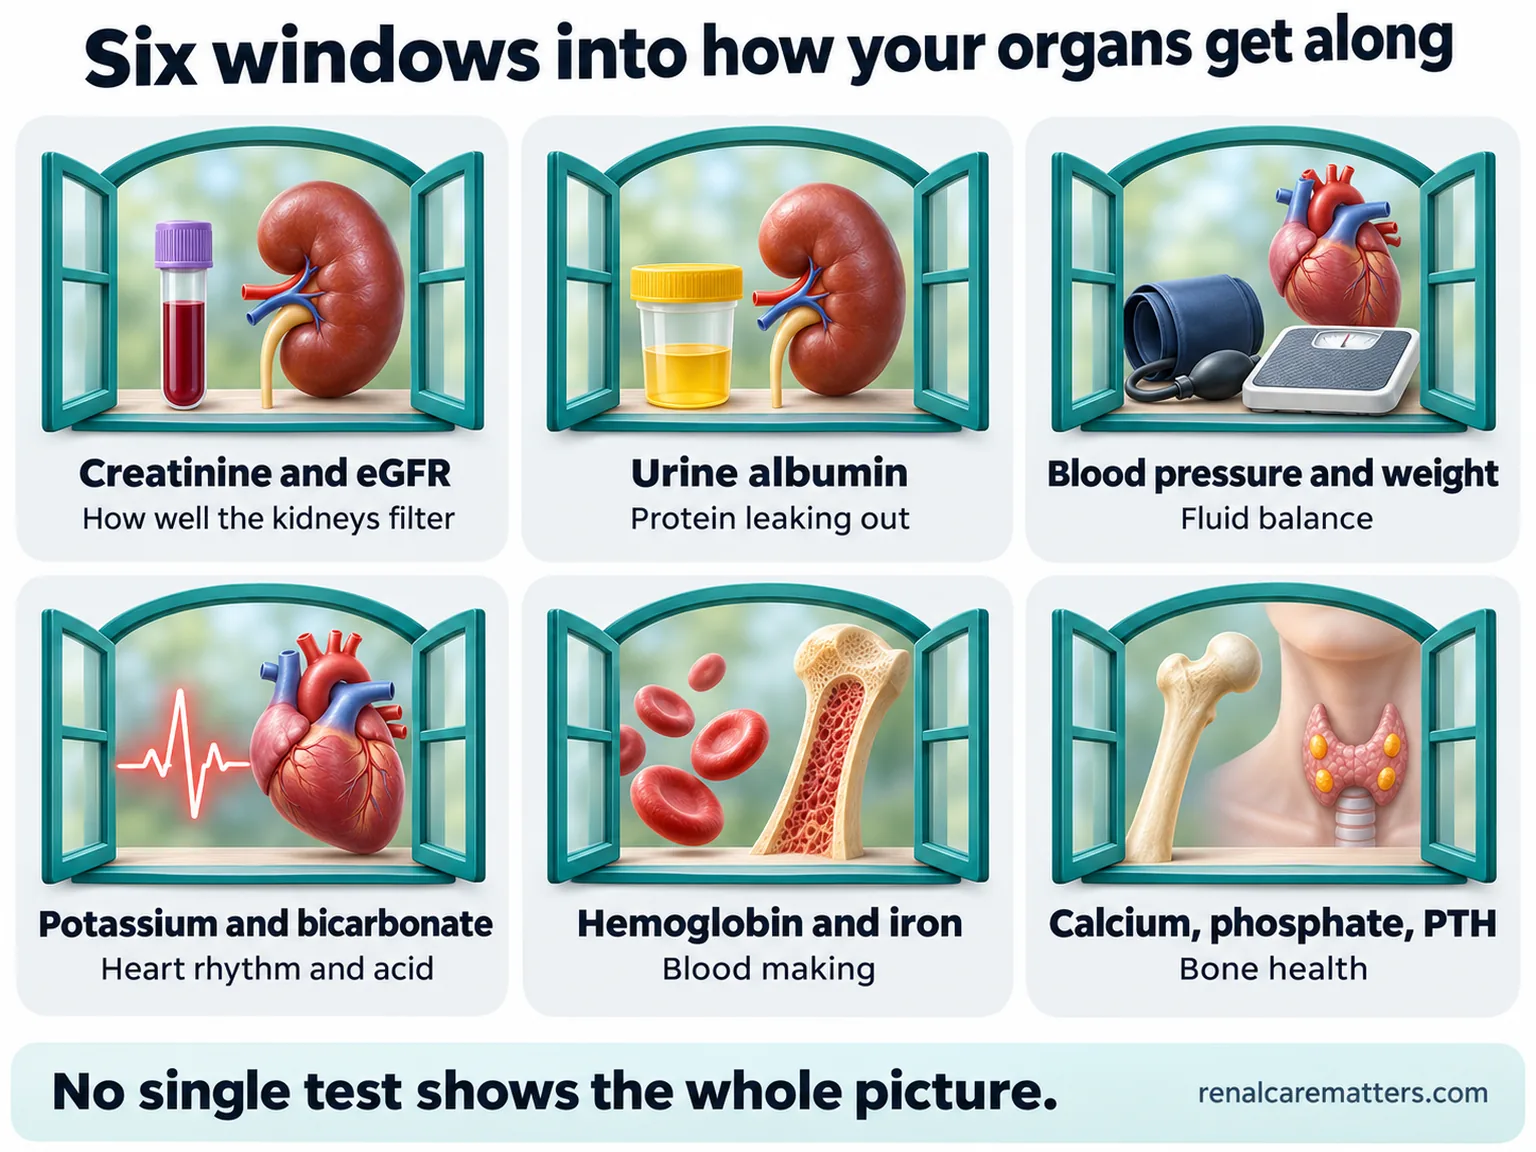 Six windows into how your organs get along
Creatinine and eGFR
How well the kidneys filter
Urine albumin
Protein leaking out
Blood pressure and weight
Fluid balance
Potassium and bicarbonate
Heart rhythm and acid
Hemoglobin and iron
Blood making
Calcium, phosphate, PTH
Bone health
No single test shows the whole picture.
renalcarematters.com